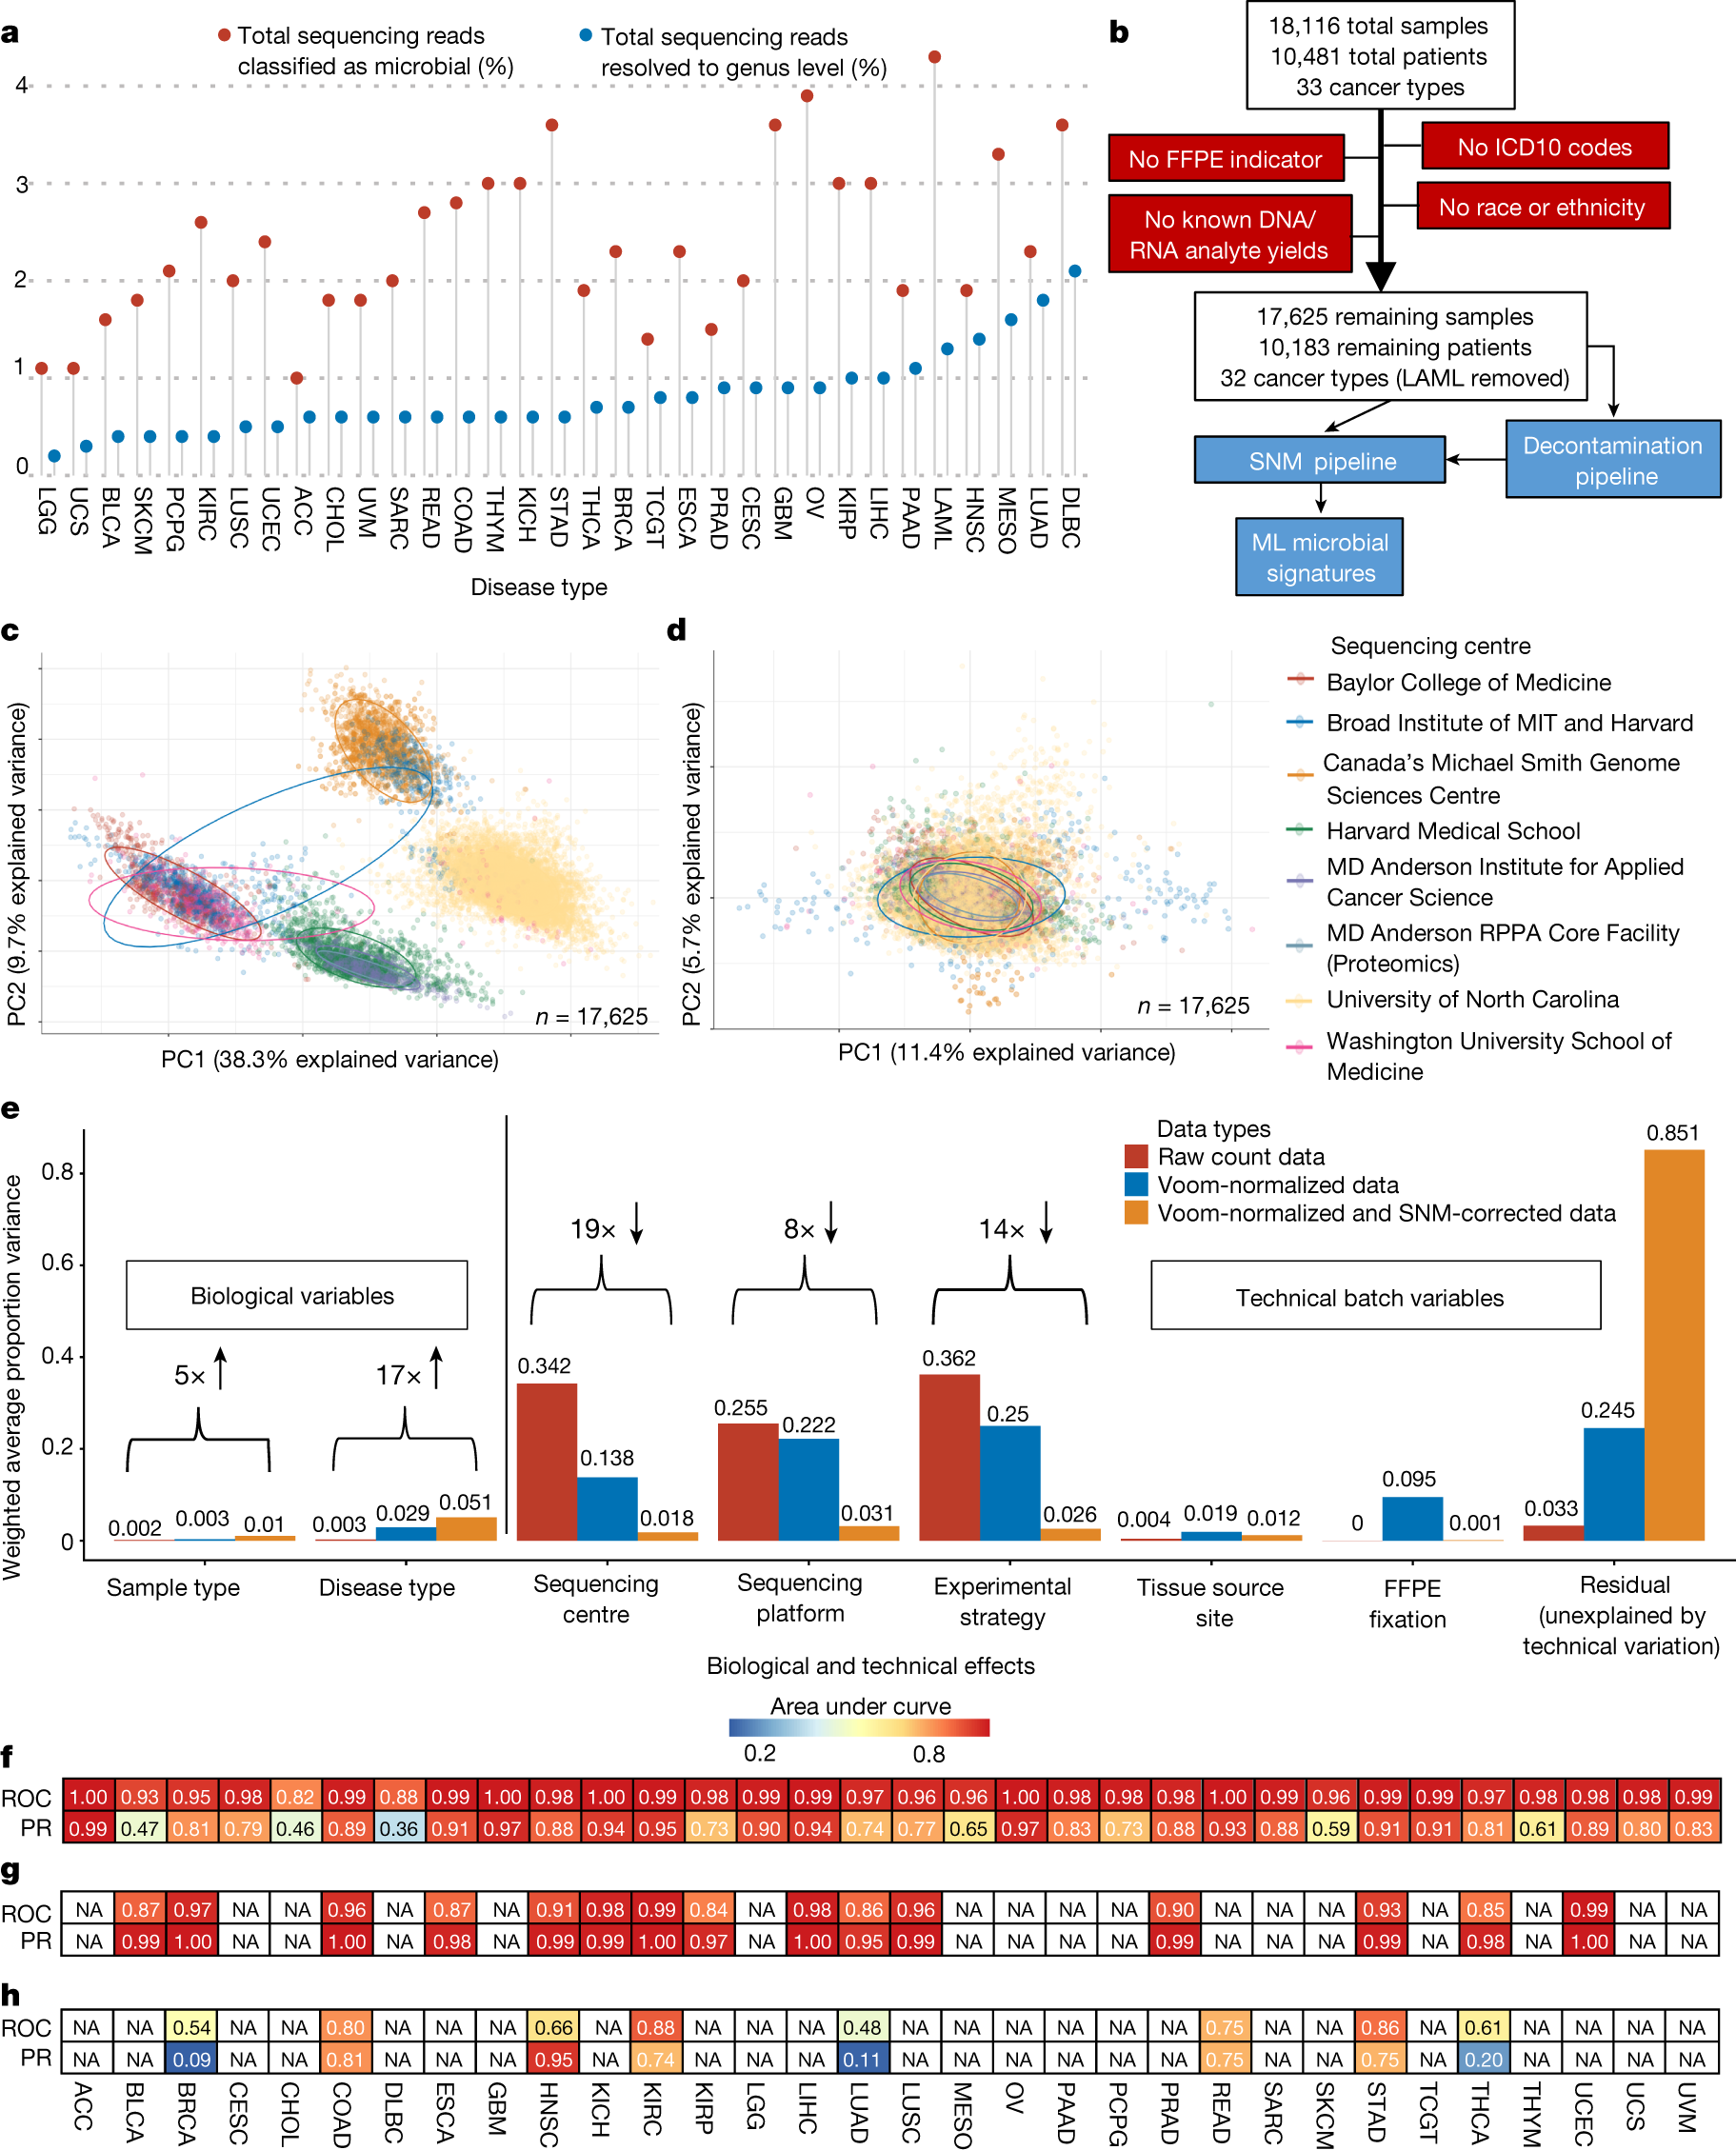 a
Total sequencing reads
classified as microbial (%)
Total sequencing reads
resolved to genus level (%)
4
3
2
1
0
LGG UCS BLCA SKCM PCPG KIRC LUSC UCEC ACC CHOL UVM SARC READ COAD THYM KICH STAD THCA BRCA TCGT ESCA PRAD CESC GBM OV KIRP LIHC PAAD LAML HNSC MESO LUAD DLBC
Disease type
b
18,116 total samples
10,481 total patients
33 cancer types
No FFPE indicator
No ICD10 codes
No known DNA/
RNA analyte yields
No race or ethnicity
17,625 remaining samples
10,183 remaining patients
32 cancer types (LAML removed)
SNM pipeline
Decontamination
pipeline
ML microbial
signatures
c
PC2 (9.7% explained variance)
n = 17,625
PC1 (38.3% explained variance)
d
PC2 (5.7% explained variance)
n = 17,625
PC1 (11.4% explained variance)
Sequencing centre
Baylor College of Medicine
Broad Institute of MIT and Harvard
Canada's Michael Smith Genome
Sciences Centre
Harvard Medical School
MD Anderson Institute for Applied
Cancer Science
MD Anderson RPPA Core Facility
(Proteomics)
University of North Carolina
Washington University School of
Medicine
e
Weighted average proportion variance
0.8
0.6
0.4
0.2
0
Data types
Raw count data
Voom-normalized data
Voom-normalized and SNM-corrected data
Biological variables
Technical batch variables
5×
17×
19×
8×
14×
0.002 0.003 0.01
0.003 0.029 0.051
0.342 0.138 0.018
0.255 0.222 0.031
0.362 0.25 0.026
0.004 0.019 0.012
0 0.095 0.001
0.033 0.245 0.851
Sample type
Disease type
Sequencing
centre
Sequencing
platform
Experimental
strategy
Tissue source
site
FFPE
fixation
Residual
(unexplained by
technical variation)
Biological and technical effects
Area under curve
0.2 0.8
f
ROC 1.00 0.93 0.95 0.98 0.82 0.99 0.88 0.99 1.00 0.98 1.00 0.99 0.98 0.99 0.99 0.97 0.96 0.96 1.00 0.98 0.98 0.98 1.00 0.99 0.96 0.99 0.99 0.97 0.98 0.98 0.98 0.99
PR 0.99 0.47 0.81 0.79 0.46 0.89 0.36 0.91 0.97 0.88 0.94 0.95 0.73 0.90 0.94 0.74 0.77 0.65 0.97 0.83 0.73 0.88 0.93 0.88 0.59 0.91 0.91 0.81 0.61 0.89 0.80 0.83
g
ROC NA 0.87 0.97 NA NA 0.96 NA 0.87 NA 0.91 0.98 0.99 0.84 NA 0.98 0.86 0.96 NA NA NA NA 0.90 NA NA NA 0.93 NA 0.85 NA 0.99 NA NA
PR NA 0.99 1.00 NA NA 1.00 NA 0.98 NA 0.99 0.99 1.00 0.97 NA 1.00 0.95 0.99 NA NA NA NA 0.99 NA NA NA 0.99 NA 0.98 NA 1.00 NA NA
h
ROC NA NA 0.54 NA NA 0.80 NA NA NA 0.66 NA 0.88 NA NA NA 0.48 NA NA NA NA NA NA 0.75 NA NA 0.86 NA 0.61 NA NA NA NA
PR NA NA 0.09 NA NA 0.81 NA NA NA 0.95 NA 0.74 NA NA NA 0.11 NA NA NA NA NA NA 0.75 NA NA 0.75 NA 0.20 NA NA NA NA
ACC BLCA BRCA CESC CHOL COAD DLBC ESCA GBM HNSC KICH KIRC KIRP LGG LIHC LUAD LUSC MESO OV PAAD PCPG PRAD READ SARC SKCM STAD TCGT THCA THYM UCEC UCS UVM